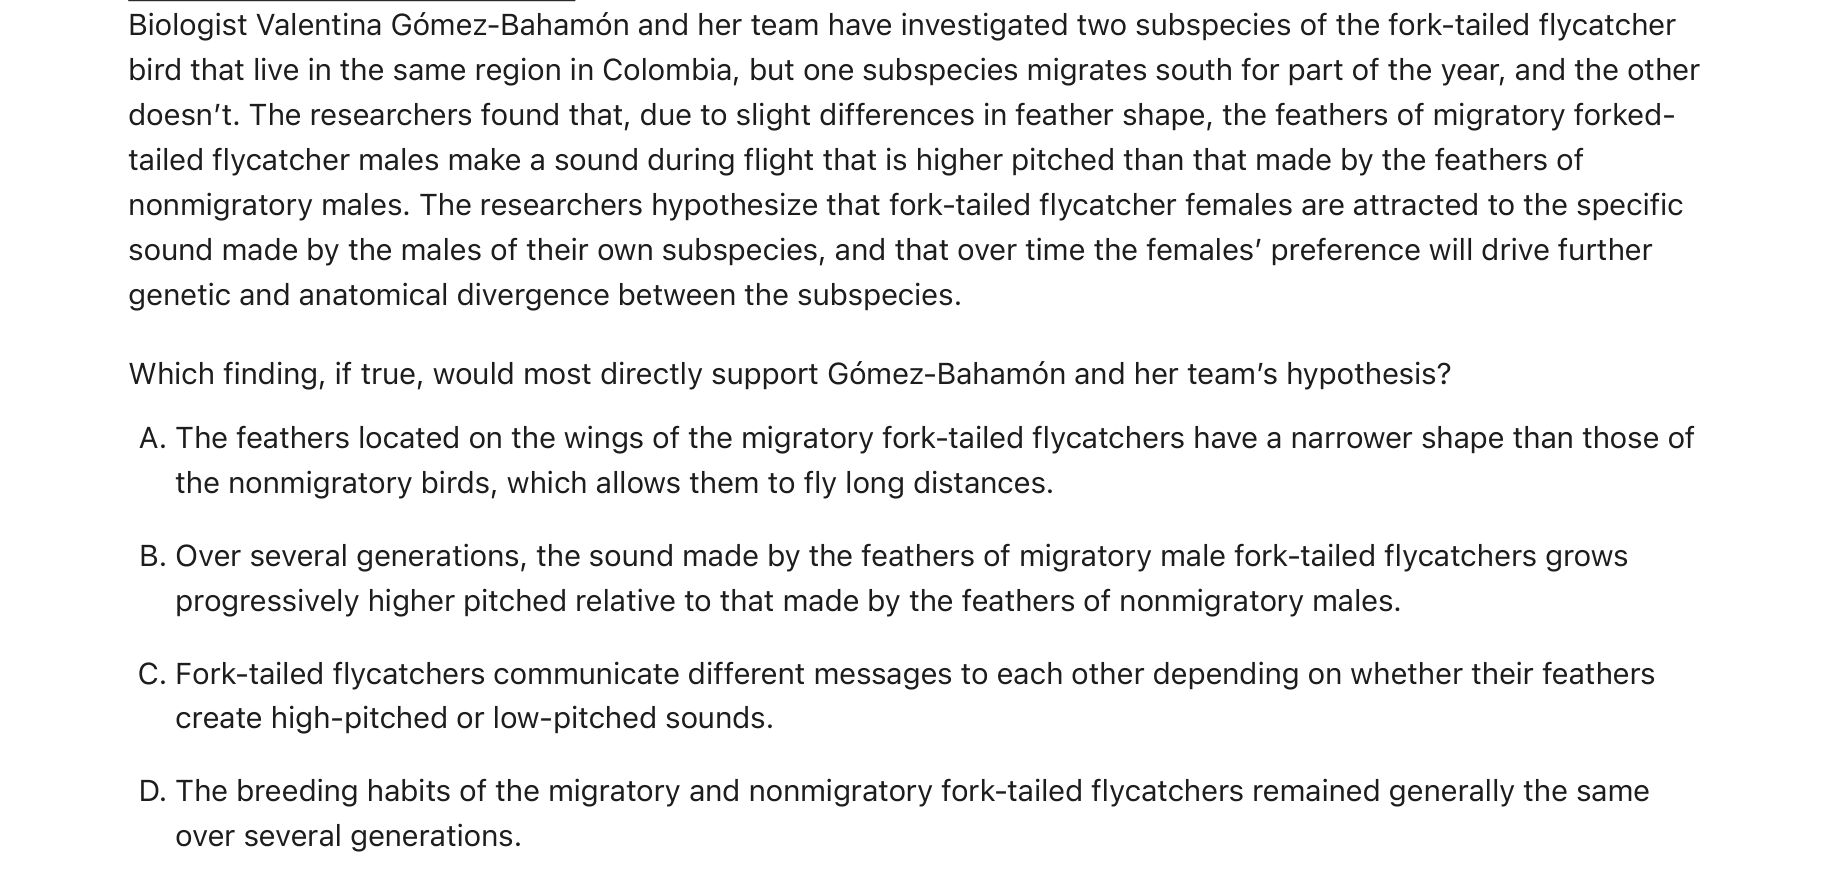 Biologist Valentina Gómez-Bahamón and her team have investigated two subspecies of the fork-tailed flycatcher
bird that live in the same region in Colombia, but one subspecies migrates south for part of the year, and the other
doesn’t. The researchers found that, due to slight differences in feather shape, the feathers of migratory forked-
tailed flycatcher males make a sound during flight that is higher pitched than that made by the feathers of
nonmigratory males. The researchers hypothesize that fork-tailed flycatcher females are attracted to the specific
sound made by the males of their own subspecies, and that over time the females’ preference will drive further
genetic and anatomical divergence between the subspecies.
Which finding, if true, would most directly support Gómez-Bahamón and her team’s hypothesis?
A. The feathers located on the wings of the migratory fork-tailed flycatchers have a narrower shape than those of
the nonmigratory birds, which allows them to fly long distances.
B. Over several generations, the sound made by the feathers of migratory male fork-tailed flycatchers grows
progressively higher pitched relative to that made by the feathers of nonmigratory males.
C. Fork-tailed flycatchers communicate different messages to each other depending on whether their feathers
create high-pitched or low-pitched sounds.
D. The breeding habits of the migratory and nonmigratory fork-tailed flycatchers remained generally the same
over several generations.